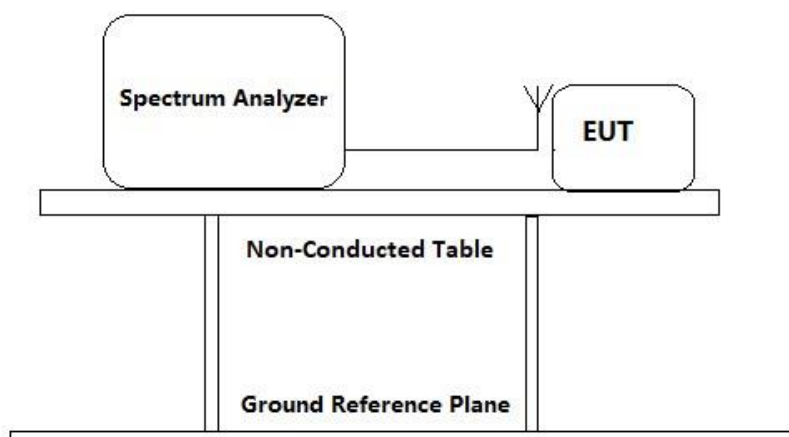 Spectrum Analyzer
EUT
Non-Conducted Table
Ground Reference Plane